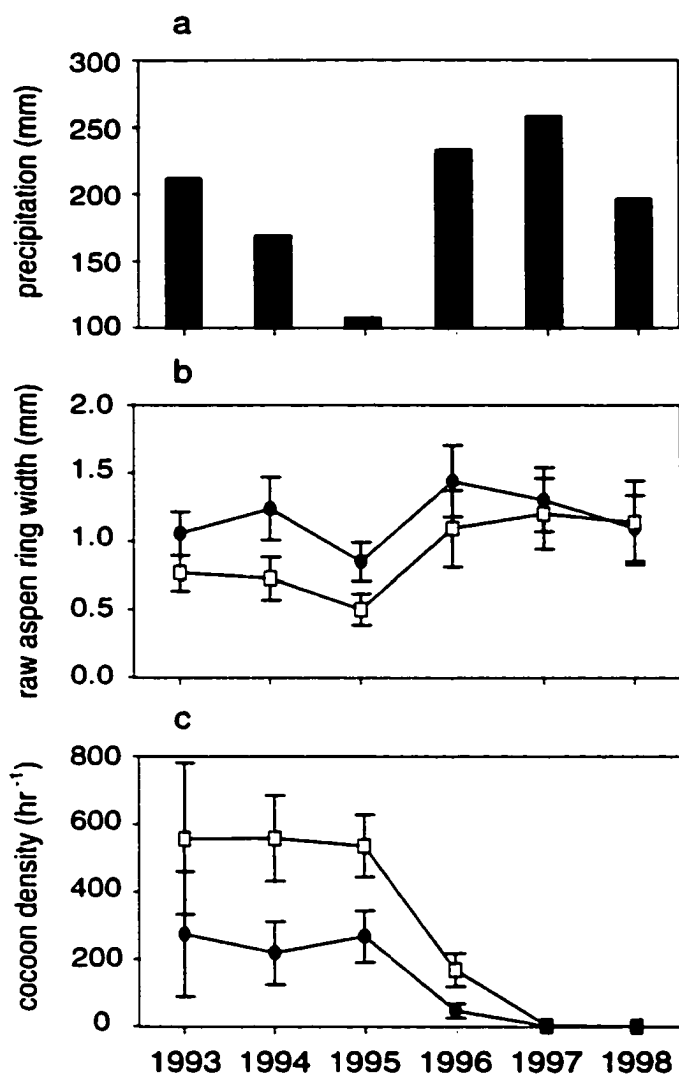 a
precipitation (mm)
300
250
200
150
100
b
raw aspen ring width (mm)
2.0
1.5
1.0
0.5
0.0
c
cocoon density (hr⁻¹)
800
600
400
200
0
1993 1994 1995 1996 1997 1998